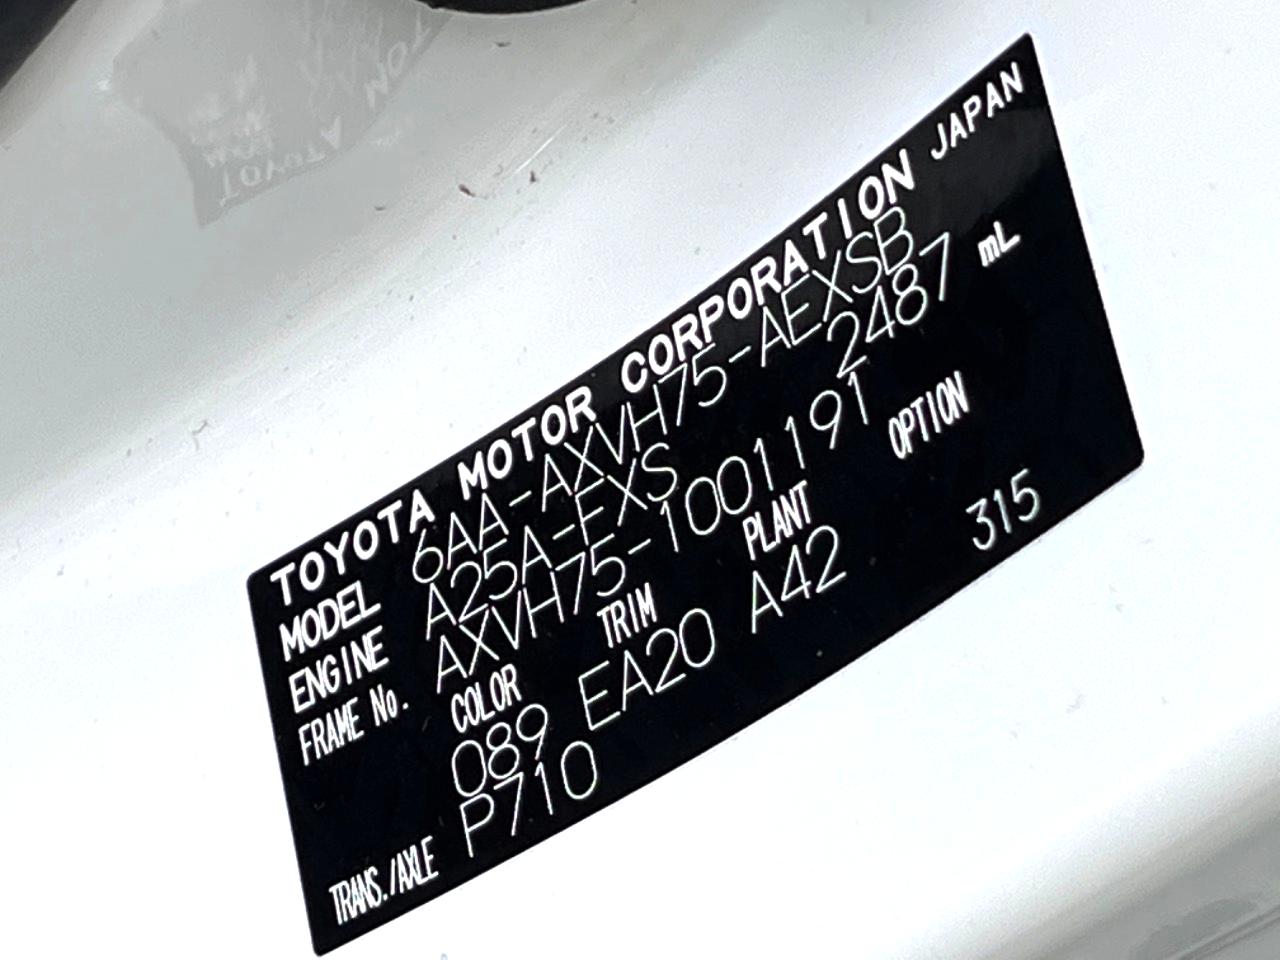 TOYOTA MOTOR CORPORATION JAPAN
MODEL 6AA-AXVH75-AEXSB
ENGINE A25A-FXS 2487 mL
FRAME No. AXVH75-1001191
COLOR TRIM PLANT OPTION
089 EA20 A42 315
TRANS./AXLE P710